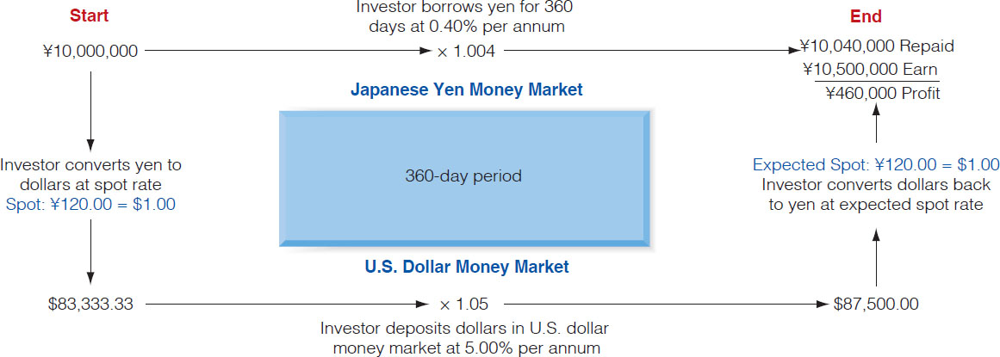 Start
Investor borrows yen for 360
days at 0.40% per annum
End
¥10,000,000
× 1.004
¥10,040,000 Repaid
¥10,500,000 Earn
¥460,000 Profit
Japanese Yen Money Market
360-day period
Investor converts yen to
dollars at spot rate
Spot: ¥120.00 = $1.00
Expected Spot: ¥120.00 = $1.00
Investor converts dollars back
to yen at expected spot rate
U.S. Dollar Money Market
$83,333.33
× 1.05
$87,500.00
Investor deposits dollars in U.S. dollar
money market at 5.00% per annum